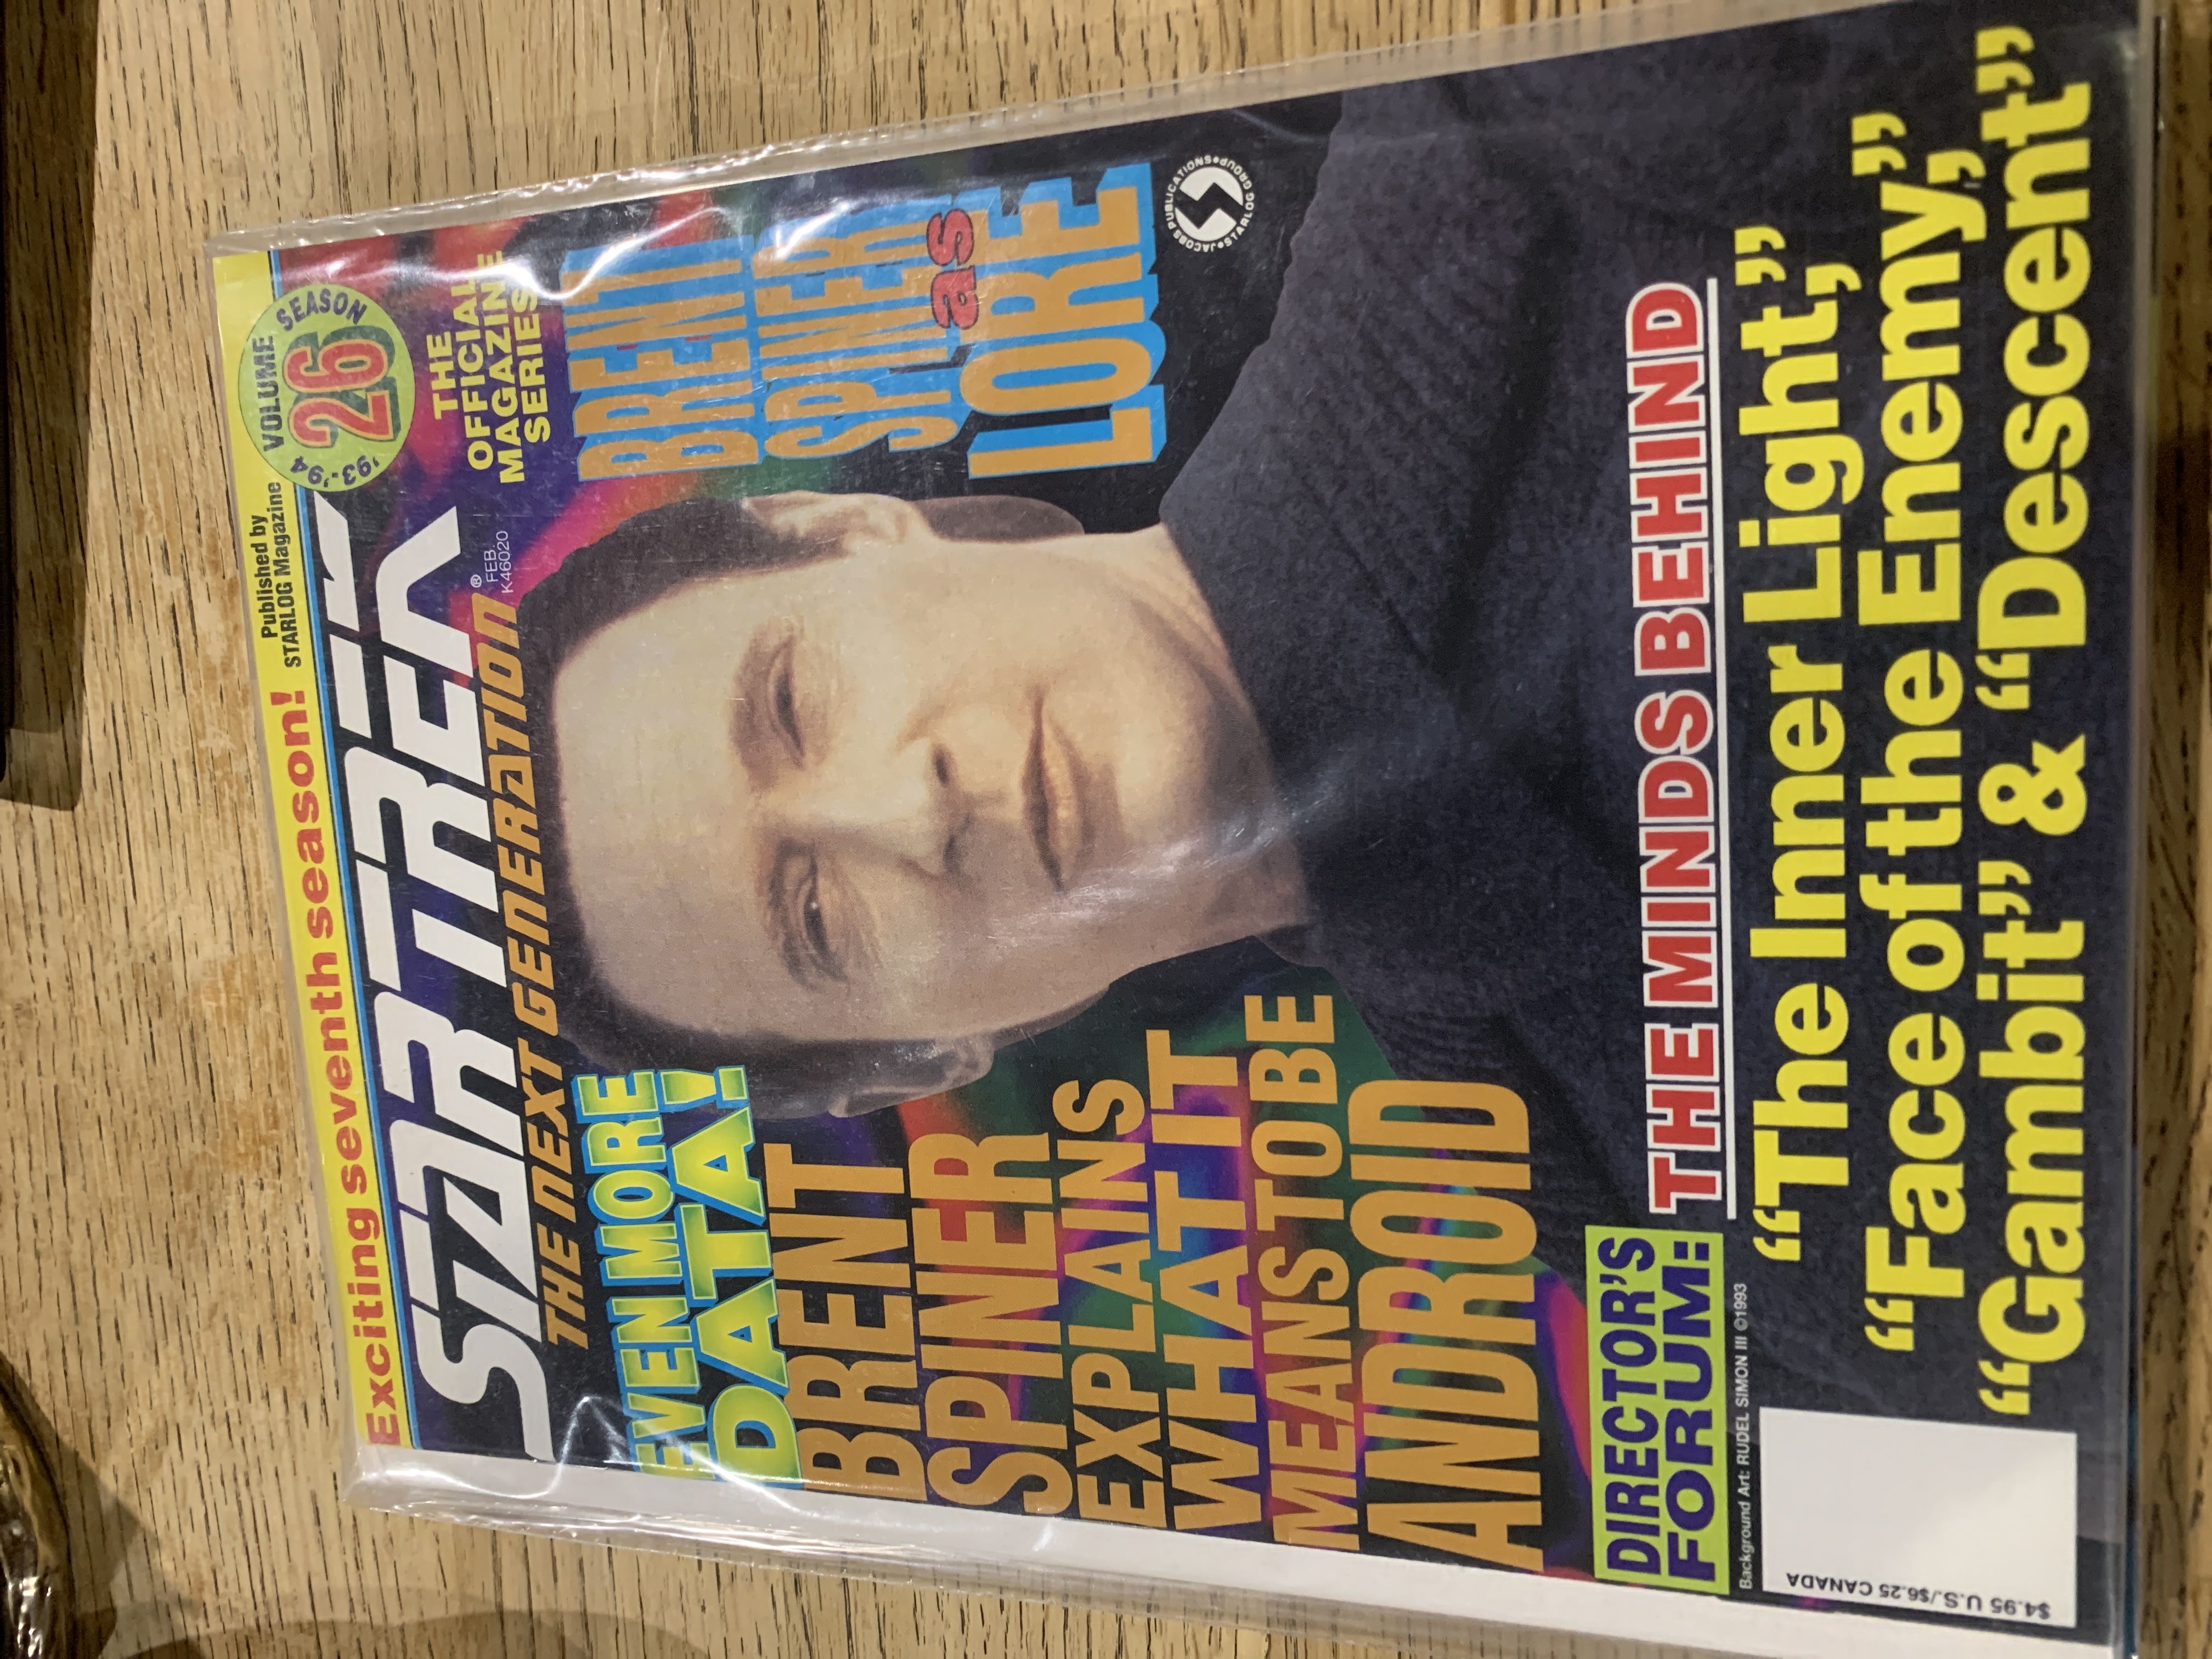 Exciting seventh season!
Published by
STARLOG Magazine
VOLUME
26
'93-'94 SEASON
STAR TREK
THE NEXT GENERATION®
FEB.
K46020
THE
OFFICIAL
MAGAZINE
SERIES
EVEN MORE
DATA!
BRENT
SPINER
EXPLAINS
WHAT IT
MEANS TO BE
ANDROID
BRENT
SPINER
as
LORE
JACOBS PUBLICATIONS • STARLOG GROUP •
DIRECTOR'S
FORUM:
THE MINDS BEHIND
"The Inner Light,"
"Face of the Enemy,"
"Gambit" & "Descent"
Background Art: RUDEL SIMON III ©1993
$4.95 U.S./$6.25 CANADA